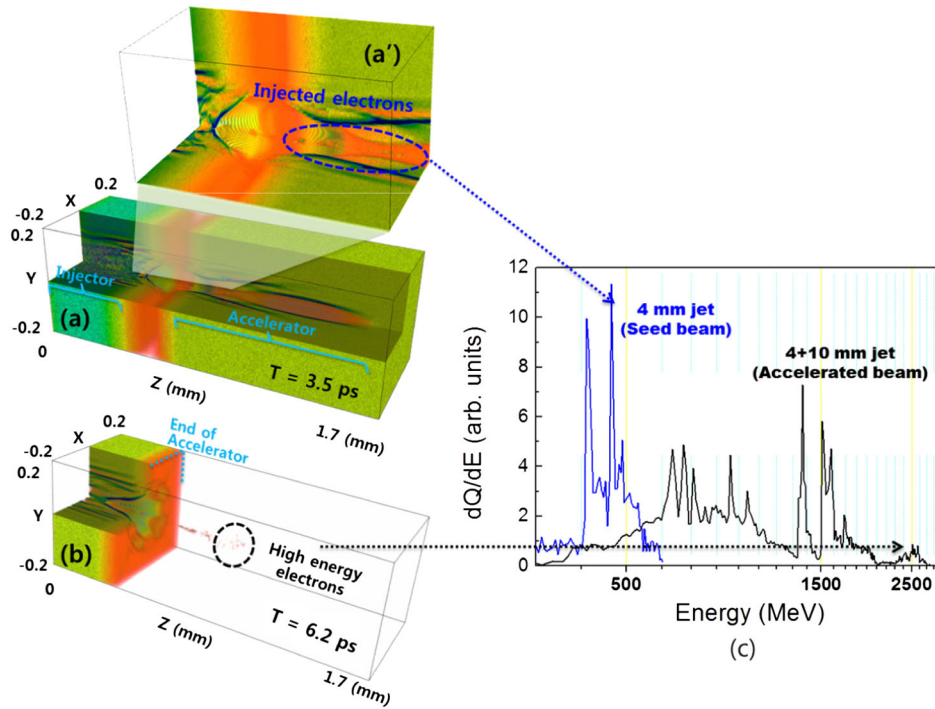 (a')
Injected electrons
0.2
X
-0.2
0.2
Y
-0.2
Injector
(a)
Accelerator
0
Z (mm)
T = 3.5 ps
1.7 (mm)
0.2
X
-0.2
0.2
End of
Accelerator
Y
(b)
-0.2
0
High energy
electrons
Z (mm)
T = 6.2 ps
1.7 (mm)
12
10
8
6
4
2
0
dQ/dE (arb. units)
4 mm jet
(Seed beam)
4+10 mm jet
(Accelerated beam)
500
1500
2500
Energy (MeV)
(c)